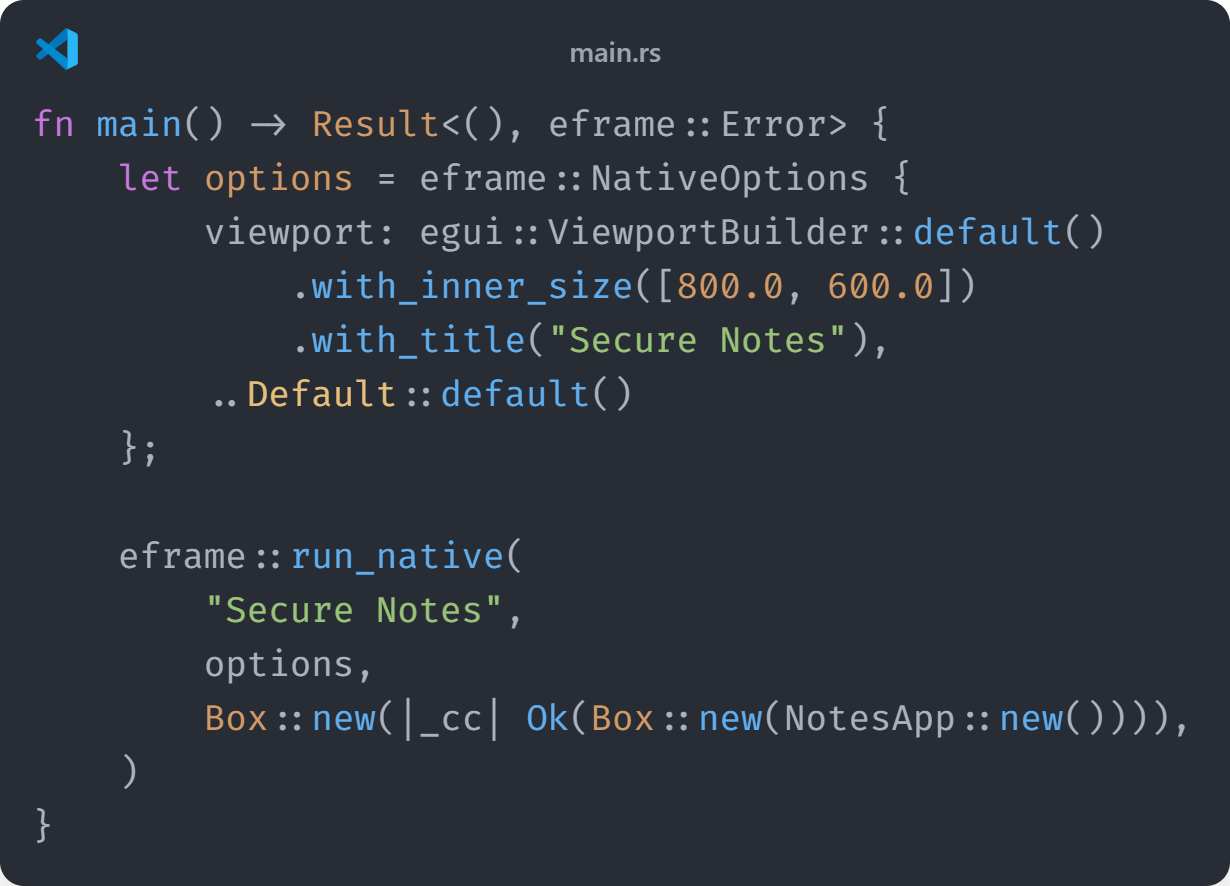 main.rs
fn main() -> Result<(), eframe::Error> {
    let options = eframe::NativeOptions {
        viewport: egui::ViewportBuilder::default()
            .with_inner_size([800.0, 600.0])
            .with_title("Secure Notes"),
        ..Default::default()
    };

    eframe::run_native(
        "Secure Notes",
        options,
        Box::new(|_cc| Ok(Box::new(NotesApp::new()))),
    )
}